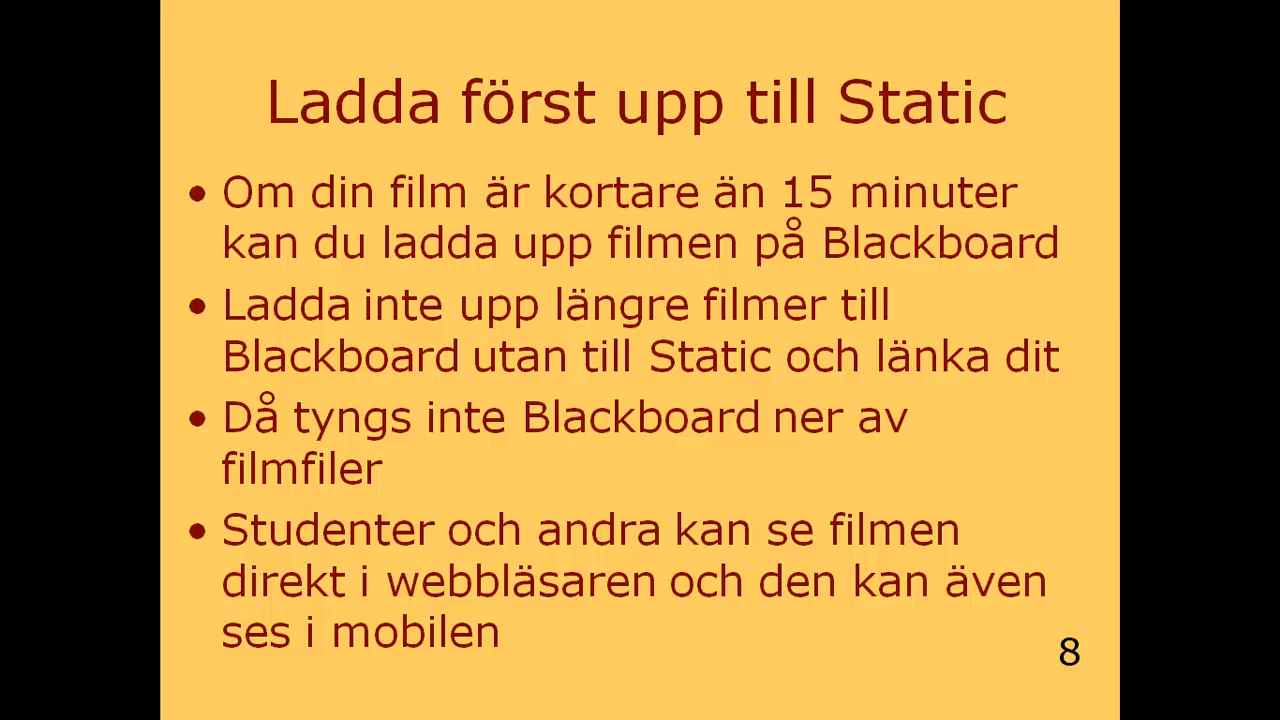 Ladda först upp till Static
• Om din film är kortare än 15 minuter
kan du ladda upp filmen på Blackboard
• Ladda inte upp längre filmer till
Blackboard utan till Static och länka dit
• Då tyngs inte Blackboard ner av
filmfiler
• Studenter och andra kan se filmen
direkt i webbläsaren och den kan även
ses i mobilen
8